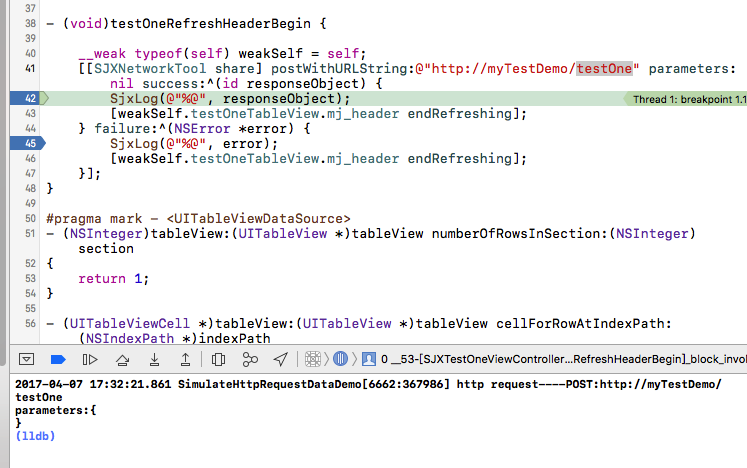 37
38 - (void)testOneRefreshHeaderBegin {
39
40 __weak typeof(self) weakSelf = self;
41 [[SJXNetworkTool share] postWithURLString:@"http://myTestDemo/testOne" parameters:
nil success:^(id responseObject) {
42 SjxLog(@"%@", responseObject); Thread 1: breakpoint 1.1
43 [weakSelf.testOneTableView.mj_header endRefreshing];
44 } failure:^(NSError *error) {
45 SjxLog(@"%@", error);
46 [weakSelf.testOneTableView.mj_header endRefreshing];
47 }];
48 }
49
50 #pragma mark - <UITableViewDataSource>
51 - (NSInteger)tableView:(UITableView *)tableView numberOfRowsInSection:(NSInteger)
section
52 {
53 return 1;
54 }
55
56 - (UITableViewCell *)tableView:(UITableView *)tableView cellForRowAtIndexPath:
(NSIndexPath *)indexPath
0 __53-[SJXTestOneViewController...RefreshHeaderBegin]_block_invo
2017-04-07 17:32:21.861 SimulateHttpRequestDataDemo[6662:367986] http request----POST:http://myTestDemo/
testOne
parameters:{
}
(lldb)